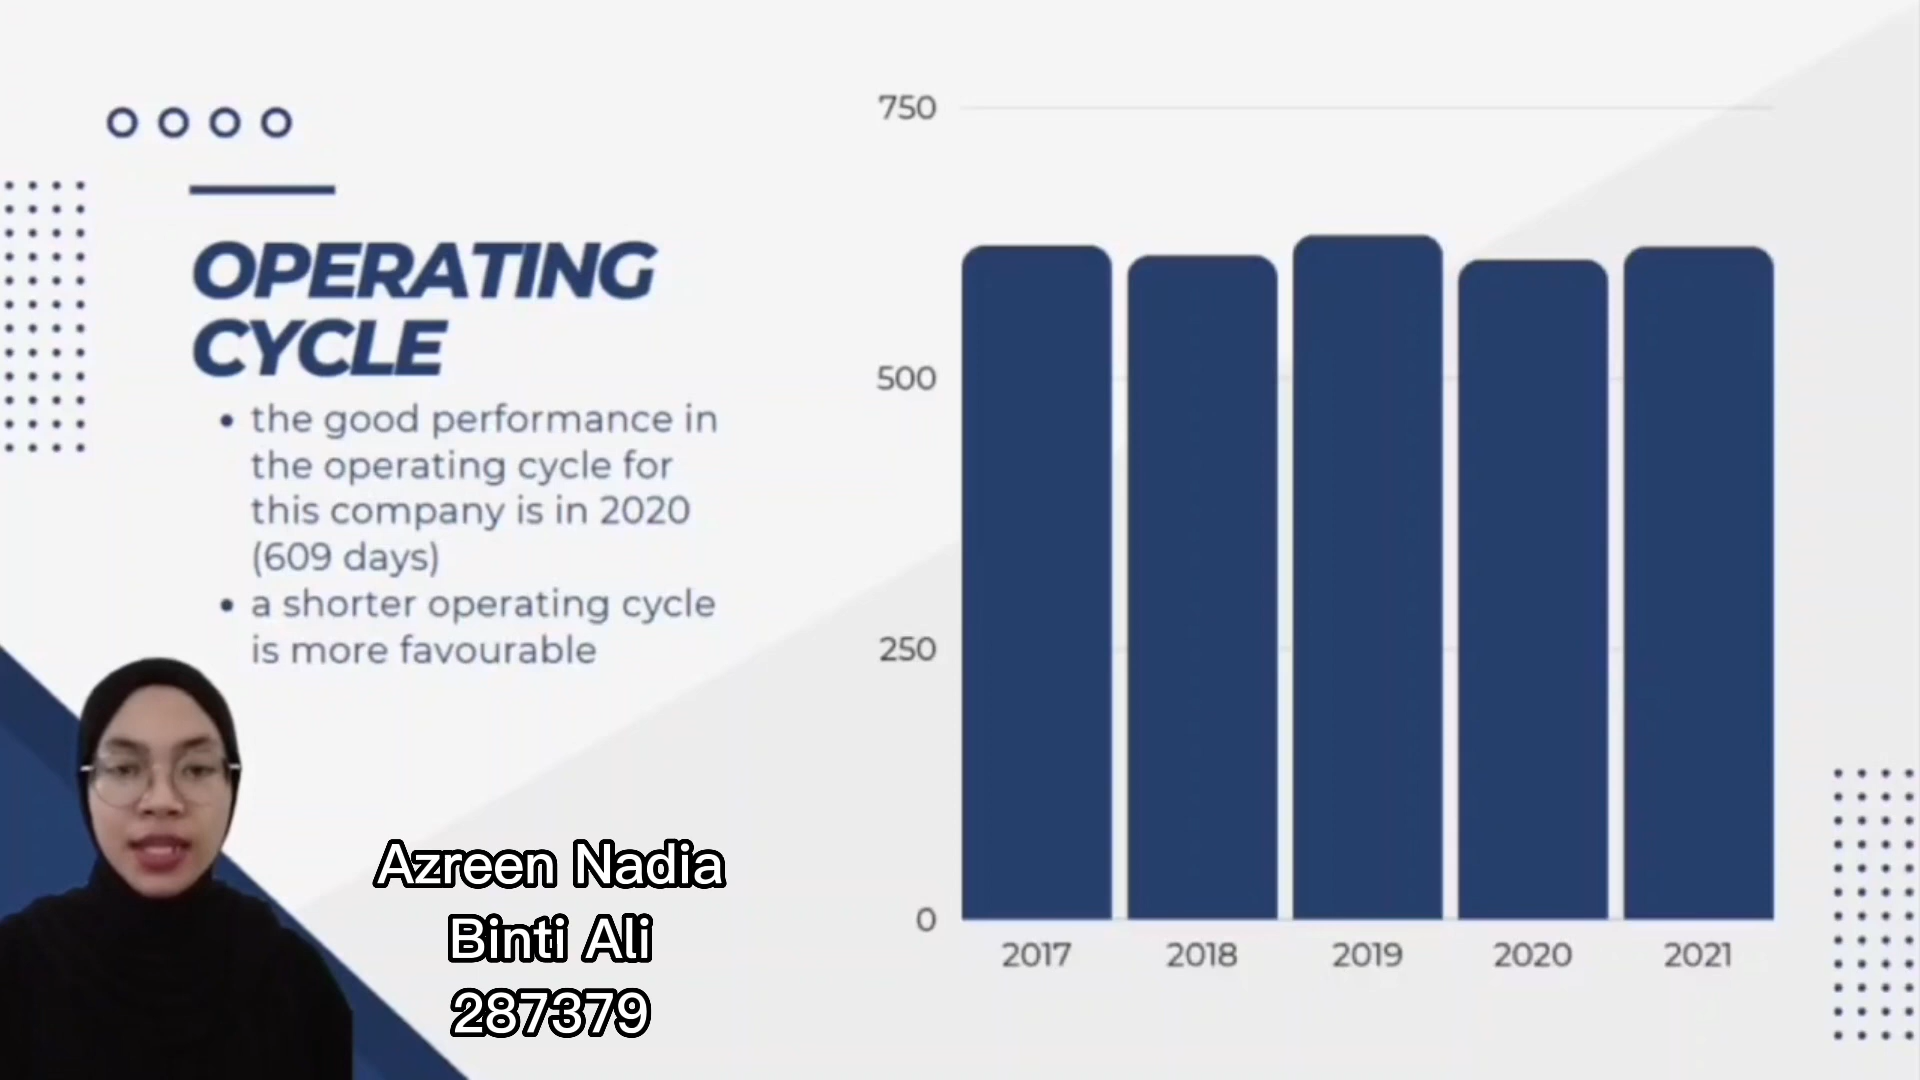 OPERATING
CYCLE
• the good performance in
the operating cycle for
this company is in 2020
(609 days)
• a shorter operating cycle
is more favourable
750
500
250
0
2017 2018 2019 2020 2021
Azreen Nadia
Binti Ali
287379